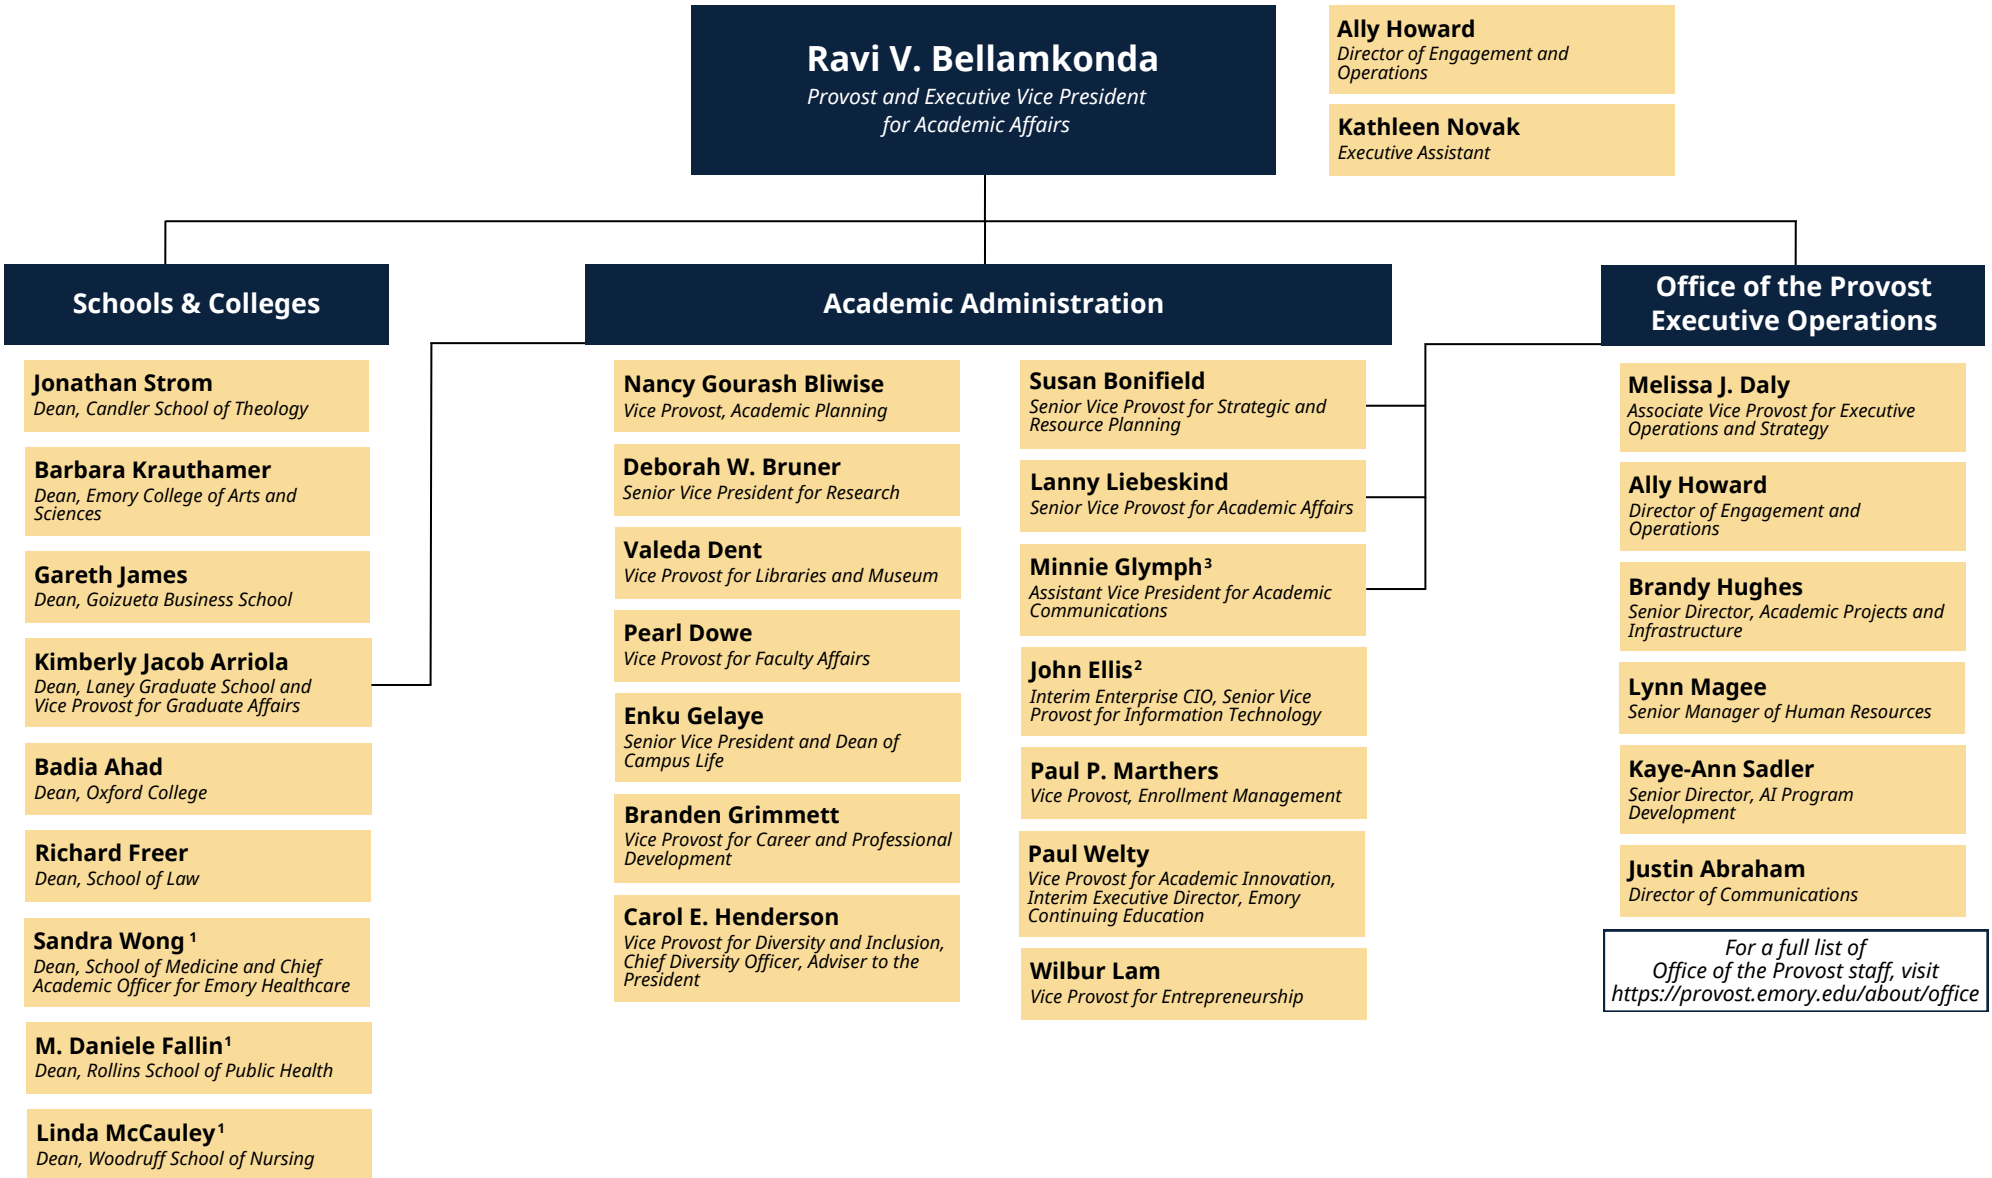 Ravi V. Bellamkonda
Provost and Executive Vice President
for Academic Affairs
Ally Howard
Director of Engagement and
Operations
Kathleen Novak
Executive Assistant
Schools & Colleges
Jonathan Strom
Dean, Candler School of Theology
Barbara Krauthamer
Dean, Emory College of Arts and
Sciences
Gareth James
Dean, Goizueta Business School
Kimberly Jacob Arriola
Dean, Laney Graduate School and
Vice Provost for Graduate Affairs
Badia Ahad
Dean, Oxford College
Richard Freer
Dean, School of Law
Sandra Wong ¹
Dean, School of Medicine and Chief
Academic Officer for Emory Healthcare
M. Daniele Fallin¹
Dean, Rollins School of Public Health
Linda McCauley¹
Dean, Woodruff School of Nursing
Academic Administration
Nancy Gourash Bliwise
Vice Provost, Academic Planning
Deborah W. Bruner
Senior Vice President for Research
Valeda Dent
Vice Provost for Libraries and Museum
Pearl Dowe
Vice Provost for Faculty Affairs
Enku Gelaye
Senior Vice President and Dean of
Campus Life
Branden Grimmett
Vice Provost for Career and Professional
Development
Carol E. Henderson
Vice Provost for Diversity and Inclusion,
Chief Diversity Officer, Adviser to the
President
Susan Bonifield
Senior Vice Provost for Strategic and
Resource Planning
Lanny Liebeskind
Senior Vice Provost for Academic Affairs
Minnie Glymph³
Assistant Vice President for Academic
Communications
John Ellis²
Interim Enterprise CIO, Senior Vice
Provost for Information Technology
Paul P. Marthers
Vice Provost, Enrollment Management
Paul Welty
Vice Provost for Academic Innovation,
Interim Executive Director, Emory
Continuing Education
Wilbur Lam
Vice Provost for Entrepreneurship
Office of the Provost
Executive Operations
Melissa J. Daly
Associate Vice Provost for Executive
Operations and Strategy
Ally Howard
Director of Engagement and
Operations
Brandy Hughes
Senior Director, Academic Projects and
Infrastructure
Lynn Magee
Senior Manager of Human Resources
Kaye-Ann Sadler
Senior Director, AI Program
Development
Justin Abraham
Director of Communications
For a full list of
Office of the Provost staff, visit
https://provost.emory.edu/about/office